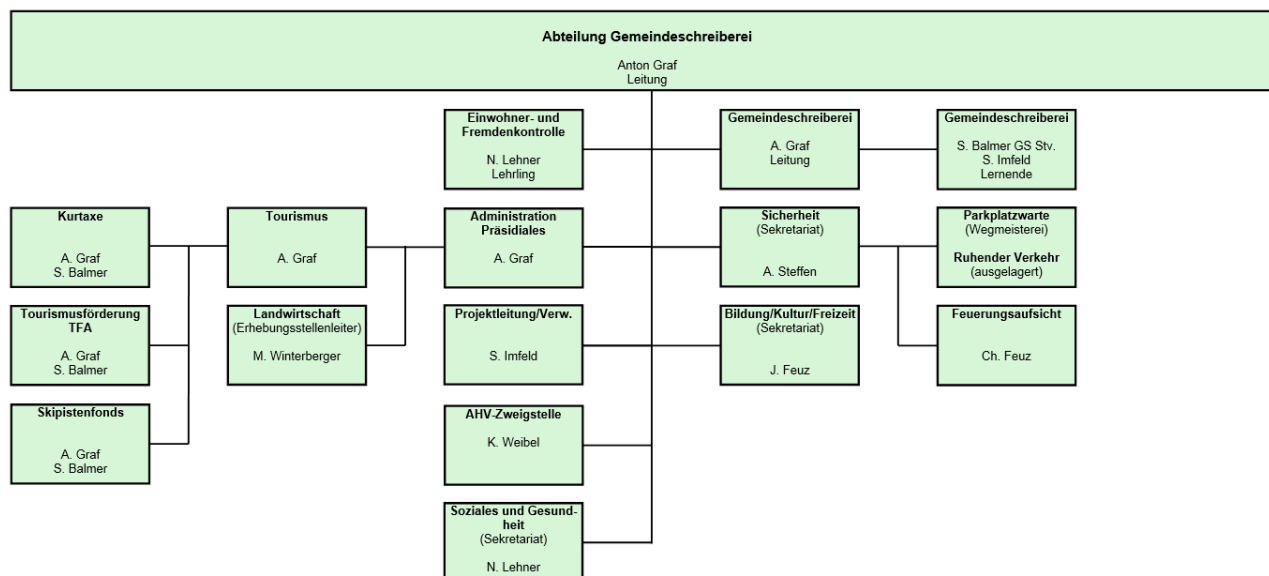 Abteilung Gemeindeschreiberei
Anton Graf
Leitung
Einwohner- und
Fremdenkontrolle
N. Lehner
Lehrling
Gemeindeschreiberei
A. Graf
Leitung
Gemeindeschreiberei
S. Balmer GS Stv.
S. Imfeld
Lernende
Kurtaxe
A. Graf
S. Balmer
Tourismus
A. Graf
Administration
Präsidiales
A. Graf
Sicherheit
(Sekretariat)
A. Steffen
Parkplatzwarte
(Wegmeisterei)
Ruhender Verkehr
(ausgelagert)
Tourismusförderung
TFA
A. Graf
S. Balmer
Landwirtschaft
(Erhebungsstellenleiter)
M. Winterberger
Projektleitung/Verw.
S. Imfeld
Bildung/Kultur/Freizeit
(Sekretariat)
J. Feuz
Feuerungsaufsicht
Ch. Feuz
Skipistenfonds
A. Graf
S. Balmer
AHV-Zweigstelle
K. Weibel
Soziales und Gesund-
heit
(Sekretariat)
N. Lehner